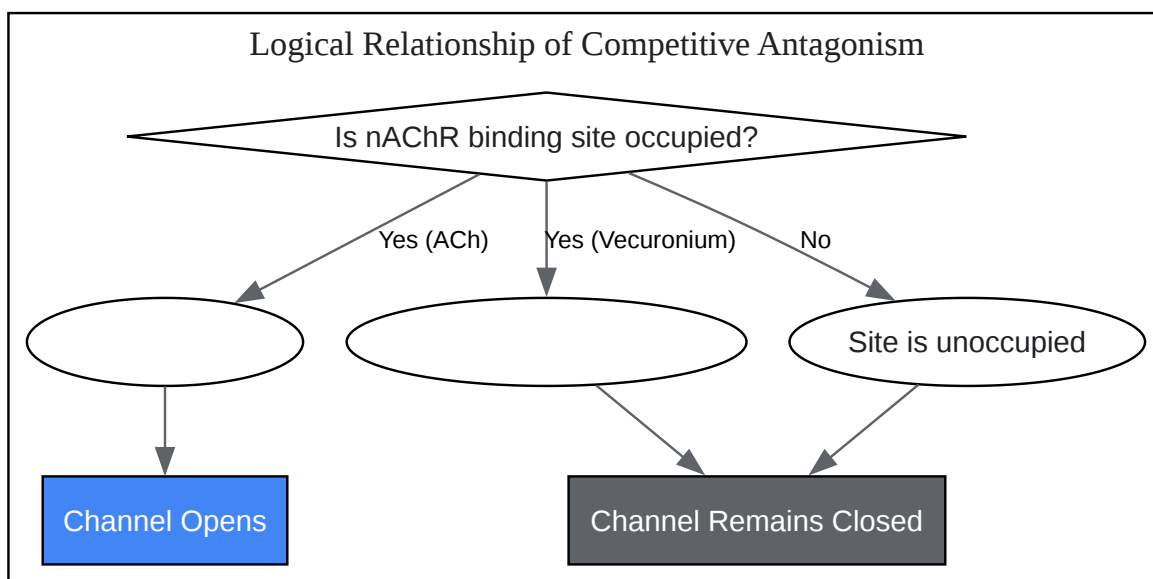 Logical Relationship of Competitive Antagonism
Is nAChR binding site occupied?
Yes (ACh)
Yes (Vecuronium)
No
Site is unoccupied
Channel Opens
Channel Remains Closed